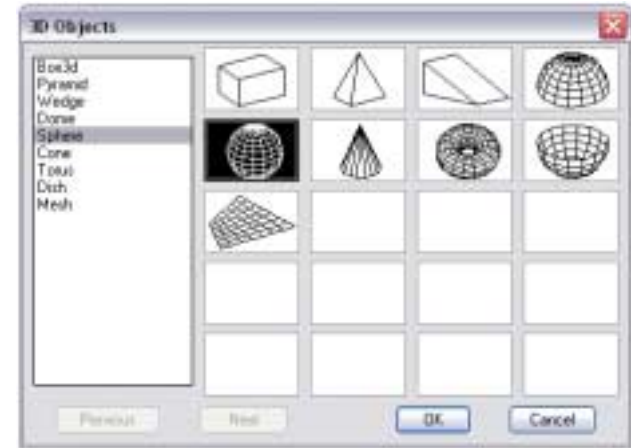 3D Objects
Box3d
Pyramid
Wedge
Dome
Sphere
Cone
Torus
Dish
Mesh
Previous
Next
OK
Cancel